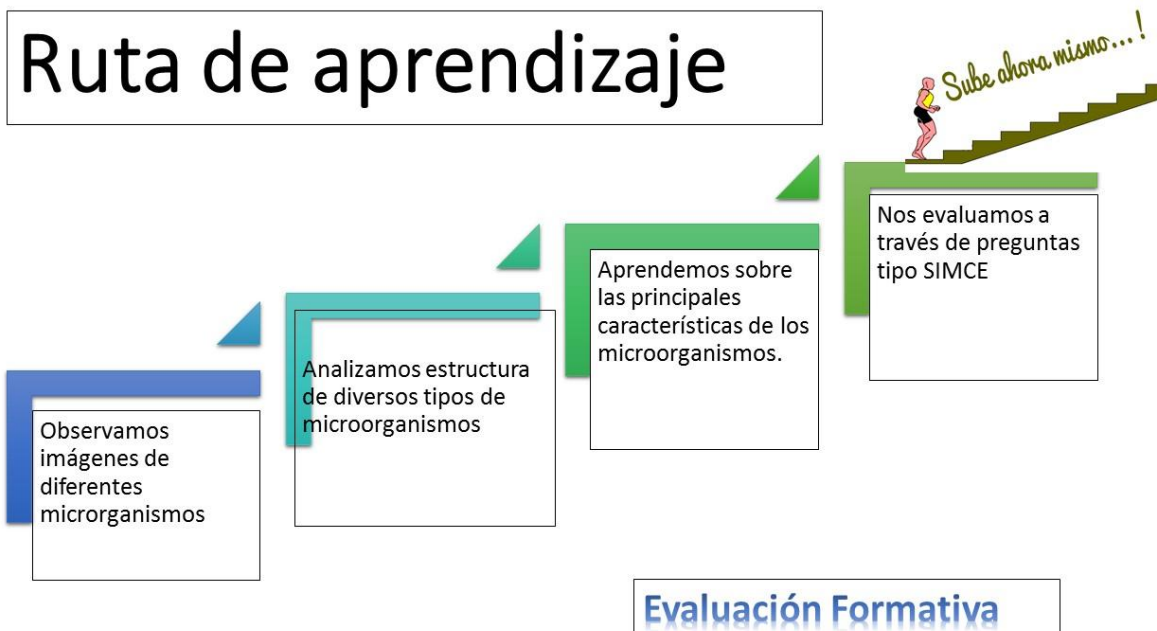 Ruta de aprendizaje
Sube ahora mismo...!
Observamos
imágenes de
diferentes
microrganismos
Analizamos estructura
de diversos tipos de
microorganismos
Aprendemos sobre
las principales
características de los
microorganismos.
Nos evaluamos a
través de preguntas
tipo SIMCE
Evaluación Formativa